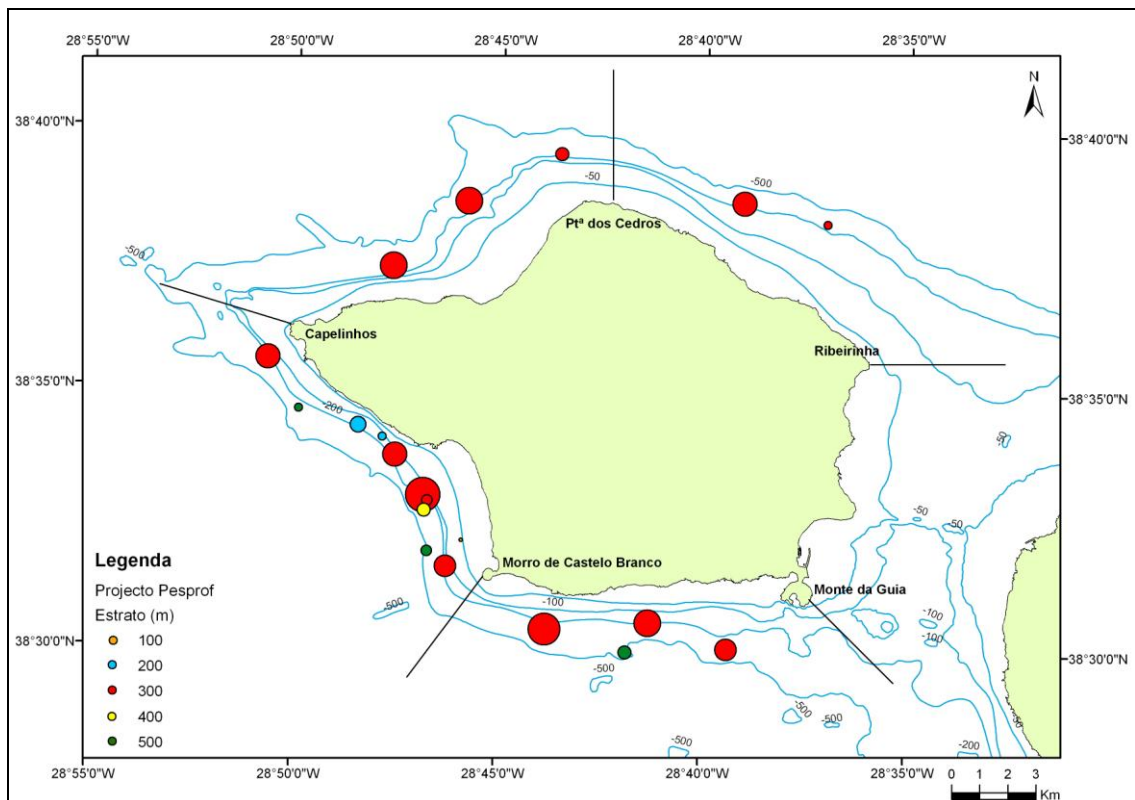 28°55'0"W 28°50'0"W 28°45'0"W 28°40'0"W 28°35'0"W
N
38°40'0"N
38°40'0"N
-500
-50
Ptª dos Cedros
-500
Capelinhos
Ribeirinha
38°35'0"N
38°35'0"N
-200
-50
-50
-50
Morro de Castelo Branco
Monte da Guia
-500
-100
-100
-100
38°30'0"N
38°30'0"N
-500
-500
-500
-50
-500
-200
Legenda
Projecto Pesprof
Estrato (m)
100
200
300
400
500
28°55'0"W 28°50'0"W 28°45'0"W 28°40'0"W 28°35'0"W
0 1 2 3
Km